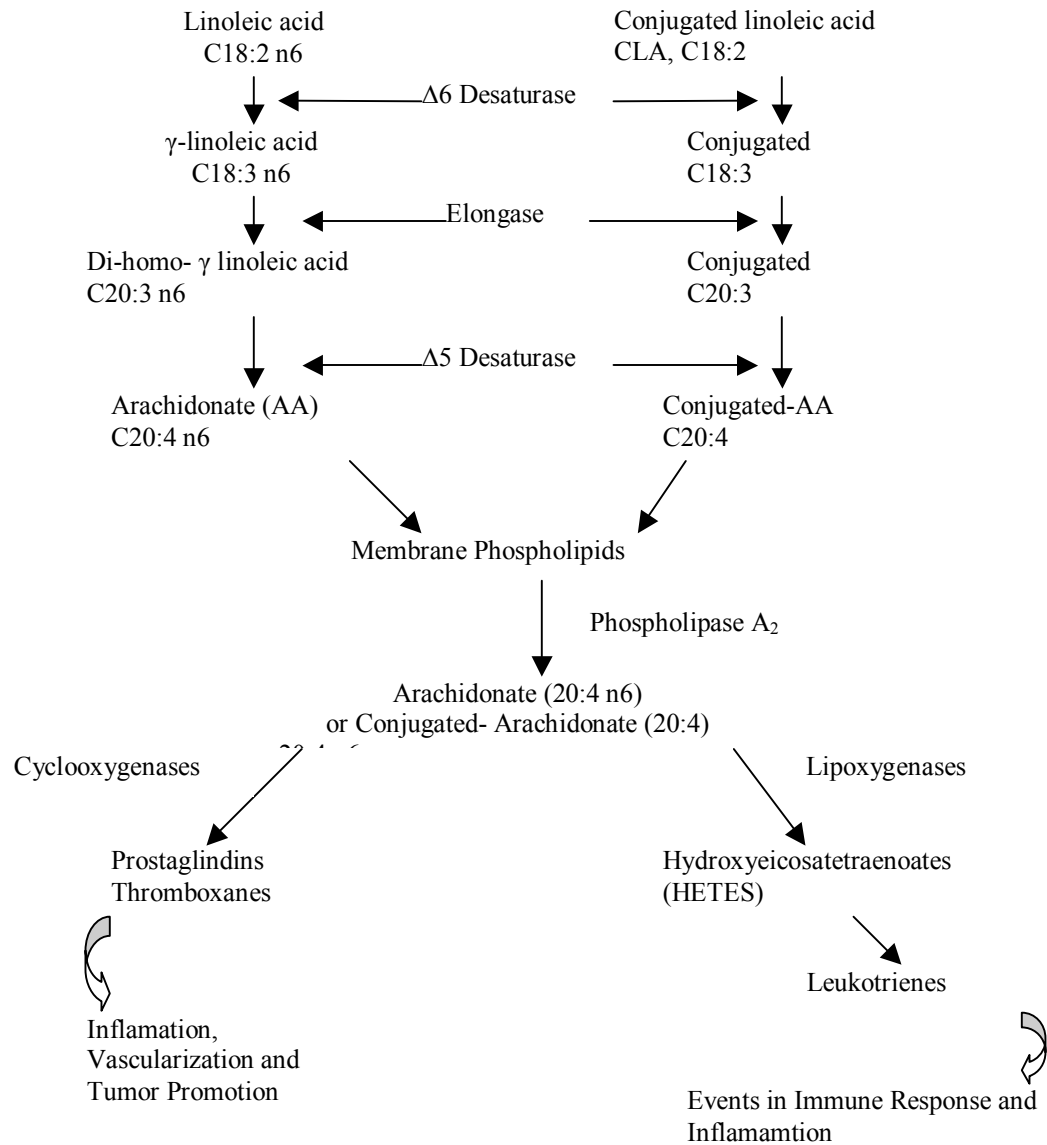 Linoleic acid
C18:2 n6
Conjugated linoleic acid
CLA, C18:2
Δ6 Desaturase
γ-linoleic acid
C18:3 n6
Conjugated
C18:3
Elongase
Di-homo- γ linoleic acid
C20:3 n6
Conjugated
C20:3
Δ5 Desaturase
Arachidonate (AA)
C20:4 n6
Conjugated-AA
C20:4
Membrane Phospholipids
Phospholipase A₂
Arachidonate (20:4 n6)
or Conjugated- Arachidonate (20:4)
Cyclooxygenases
Lipoxygenases
Prostaglindins
Thromboxanes
Hydroxyeicosatetraenoates
(HETES)
Leukotrienes
Inflamation,
Vascularization and
Tumor Promotion
Events in Immune Response and
Inflamamtion